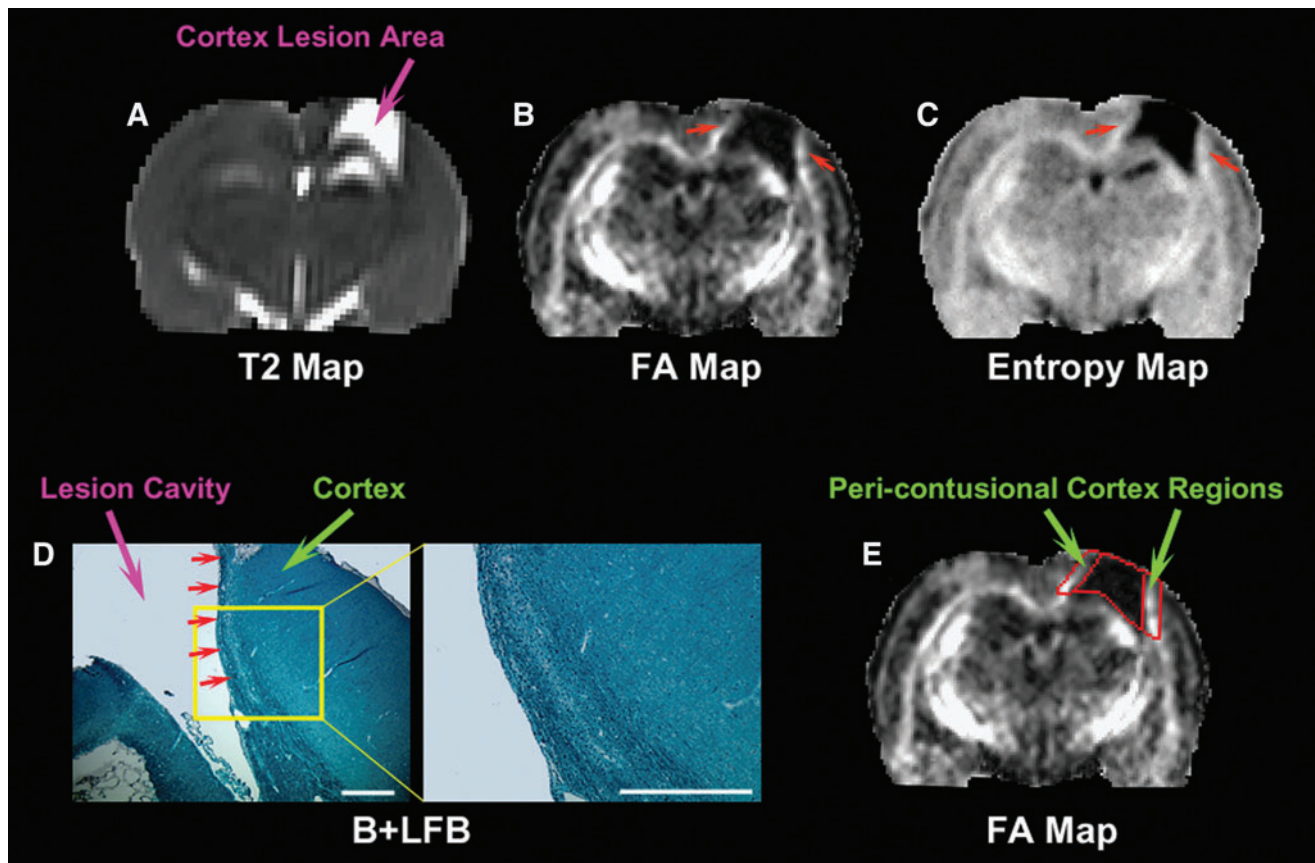 Cortex Lesion Area
A
B
C
T2 Map
FA Map
Entropy Map
Lesion Cavity
Cortex
Peri-contusional Cortex Regions
D
E
B+LFB
FA Map